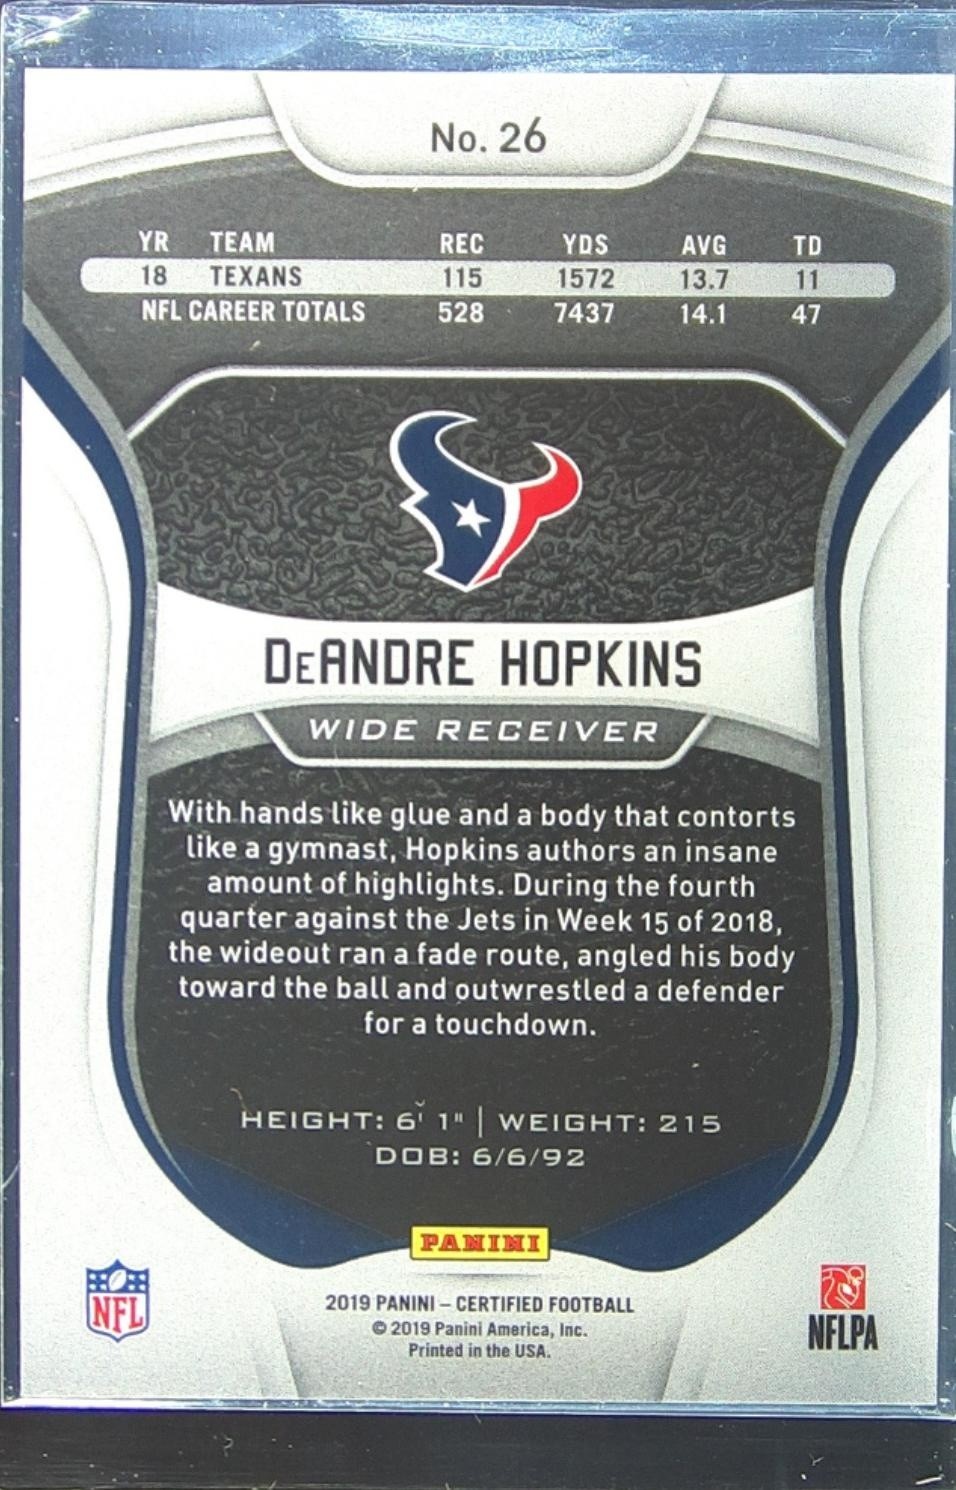 No. 26
YR TEAM REC YDS AVG TD
18 TEXANS 115 1572 13.7 11
NFL CAREER TOTALS 528 7437 14.1 47
DeANDRE HOPKINS
WIDE RECEIVER
With hands like glue and a body that contorts
like a gymnast, Hopkins authors an insane
amount of highlights. During the fourth
quarter against the Jets in Week 15 of 2018,
the wideout ran a fade route, angled his body
toward the ball and outwrestled a defender
for a touchdown.
HEIGHT: 6' 1" | WEIGHT: 215
DOB: 6/6/92
PANINI
NFL
2019 PANINI – CERTIFIED FOOTBALL
© 2019 Panini America, Inc.
Printed in the USA.
NFLPA